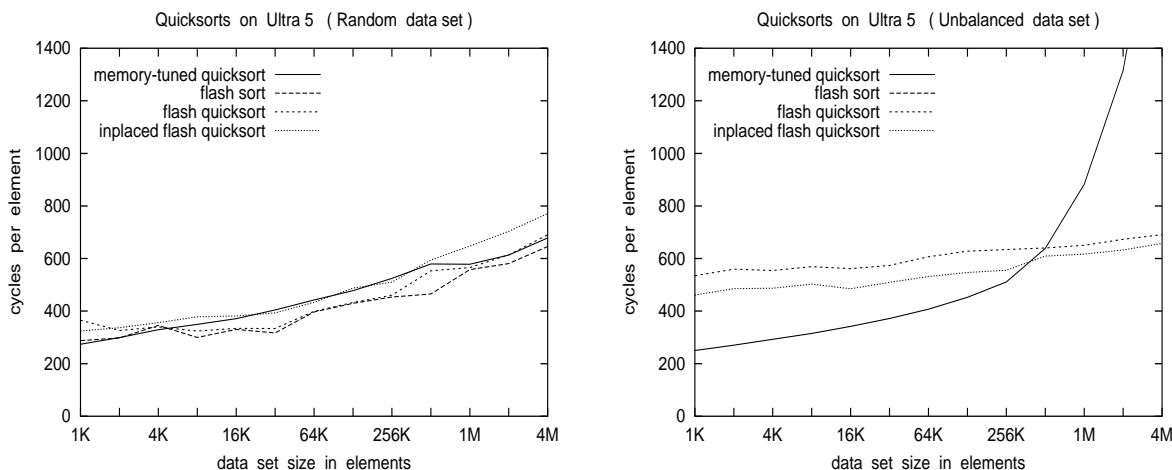 Quicksorts on Ultra 5 ( Random data set )
1400
1200
1000
800
600
400
200
0
cycles per element
memory-tuned quicksort
flash sort
flash quicksort
inplaced flash quicksort
1K 4K 16K 64K 256K 1M 4M
data set size in elements
Quicksorts on Ultra 5 ( Unbalanced data set )
1400
1200
1000
800
600
400
200
0
cycles per element
memory-tuned quicksort
flash quicksort
inplaced flash quicksort
1K 4K 16K 64K 256K 1M 4M
data set size in elements